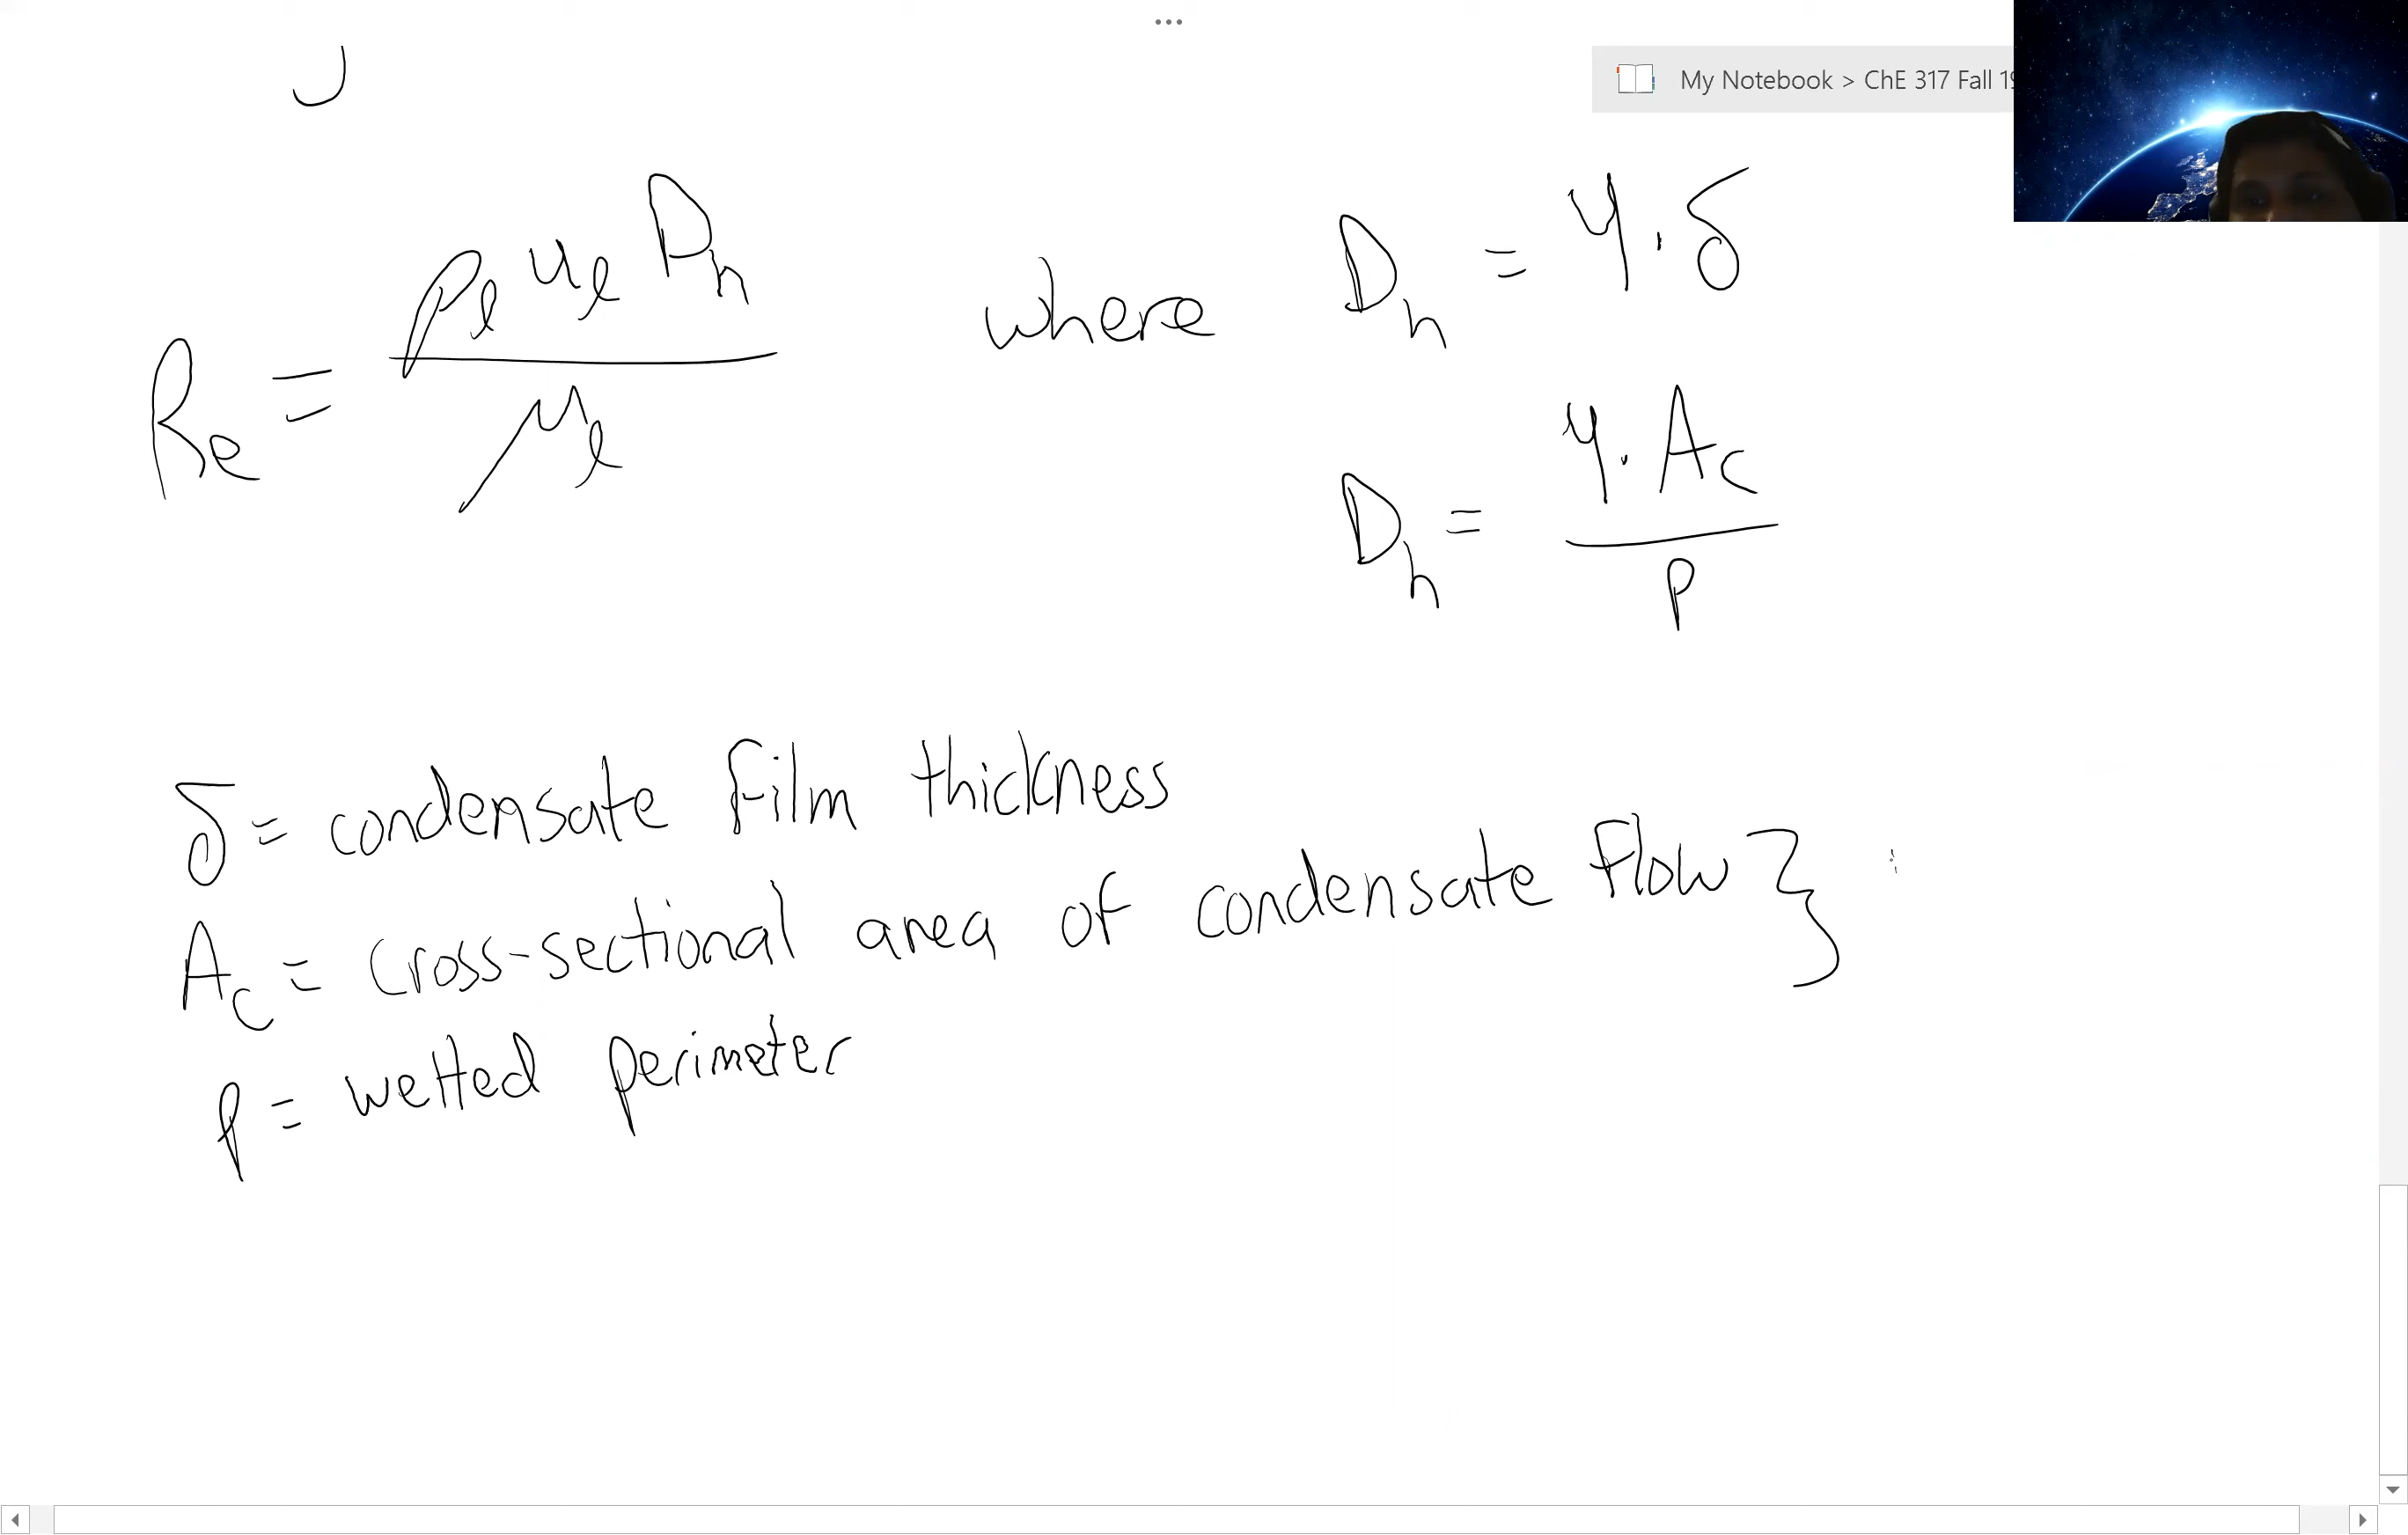 My Notebook > ChE 317 Fall 19
Re = ρℓ uℓ Dh / μℓ where Dh = 4·δ
Dh = 4·Ac / P
δ = condensate film thickness
Ac = cross-sectional area of condensate flow }
P = wetted perimeter